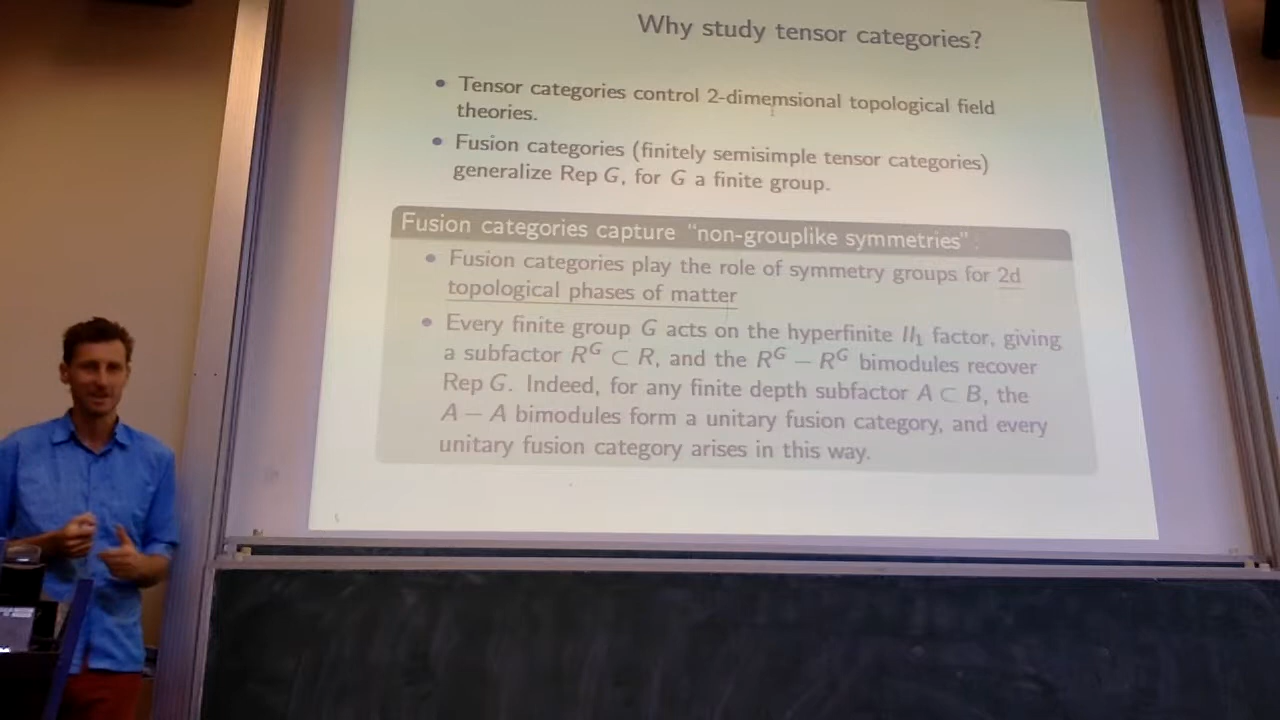 Why study tensor categories?
• Tensor categories control 2-dimemsional topological field
theories.
• Fusion categories (finitely semisimple tensor categories)
generalize Rep G, for G a finite group.
Fusion categories capture “non-grouplike symmetries”
• Fusion categories play the role of symmetry groups for 2d
topological phases of matter
• Every finite group G acts on the hyperfinite II₁ factor, giving
a subfactor Rᴳ ⊂ R, and the Rᴳ − Rᴳ bimodules recover
Rep G. Indeed, for any finite depth subfactor A ⊂ B, the
A − A bimodules form a unitary fusion category, and every
unitary fusion category arises in this way.